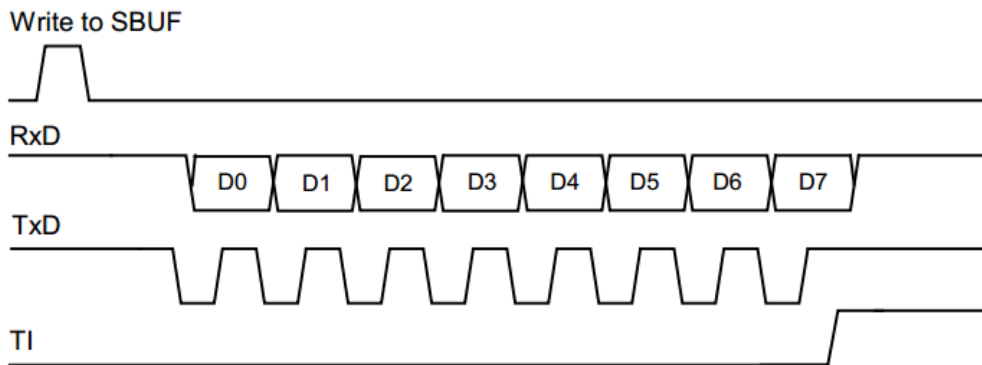 Write to SBUF
RxD
D0 D1 D2 D3 D4 D5 D6 D7
TxD
TI